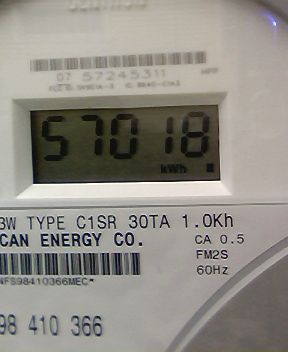 07 57245311
57018
kWh
3W TYPE C1SR 30TA 1.0Kh
CAN ENERGY CO.
CA 0.5
FM2S
60Hz
NFS98410366MEC*
98 410 366